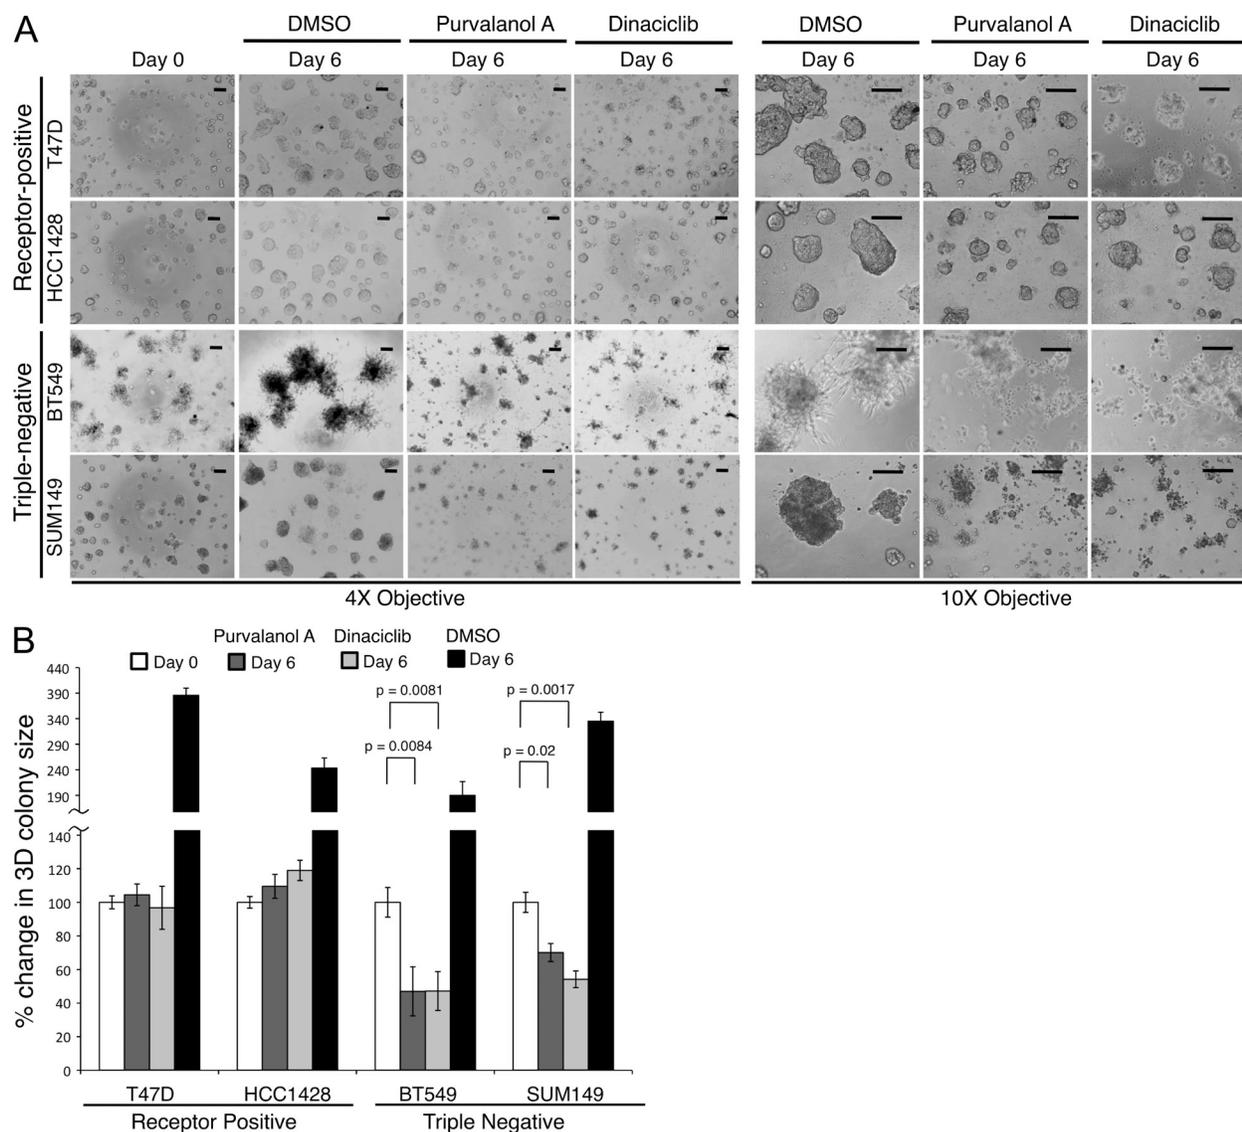 A
DMSO Purvalanol A Dinaciclib DMSO Purvalanol A Dinaciclib
Day 0 Day 6 Day 6 Day 6 Day 6 Day 6 Day 6
Receptor-positive
T47D
HCC1428
Triple-negative
BT549
SUM149
4X Objective 10X Objective
B
Purvalanol A Dinaciclib DMSO
Day 0 Day 6 Day 6 Day 6
% change in 3D colony size
440
390
340
290
240
190
140
120
100
80
60
40
20
0
p = 0.0081 p = 0.0017
p = 0.0084 p = 0.02
T47D HCC1428 BT549 SUM149
Receptor Positive Triple Negative